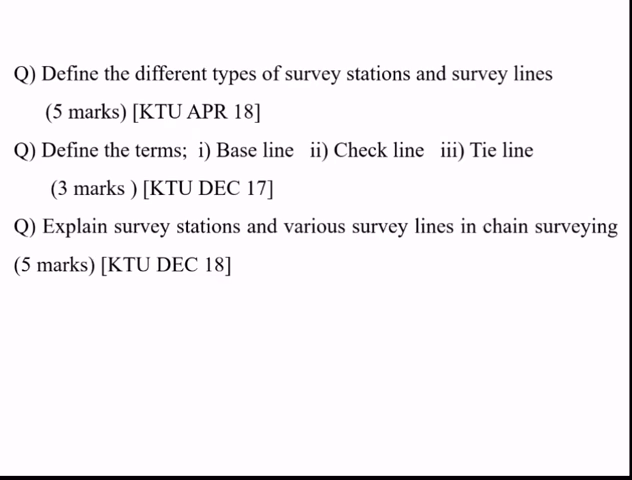 Q) Define the different types of survey stations and survey lines
(5 marks) [KTU APR 18]
Q) Define the terms; i) Base line ii) Check line iii) Tie line
(3 marks ) [KTU DEC 17]
Q) Explain survey stations and various survey lines in chain surveying
(5 marks) [KTU DEC 18]